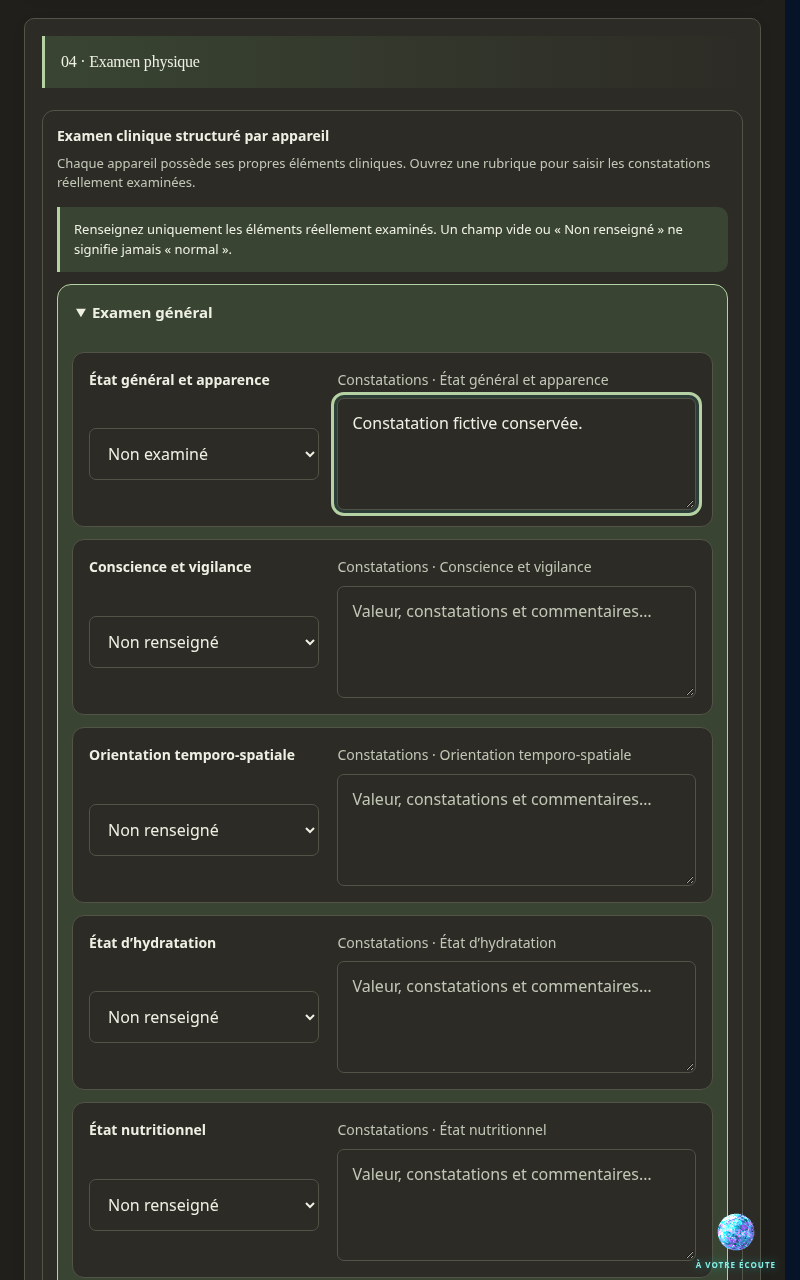 04 · Examen physique
Examen clinique structuré par appareil
Chaque appareil possède ses propres éléments cliniques. Ouvrez une rubrique pour saisir les constatations
réellement examinées.
Renseignez uniquement les éléments réellement examinés. Un champ vide ou « Non renseigné » ne
signifie jamais « normal ».
▼ Examen général
État général et apparence
Constatations · État général et apparence
Non examiné
Constatation fictive conservée.
Conscience et vigilance
Constatations · Conscience et vigilance
Non renseigné
Valeur, constatations et commentaires…
Orientation temporo-spatiale
Constatations · Orientation temporo-spatiale
Non renseigné
Valeur, constatations et commentaires…
État d’hydratation
Constatations · État d’hydratation
Non renseigné
Valeur, constatations et commentaires…
État nutritionnel
Constatations · État nutritionnel
Non renseigné
Valeur, constatations et commentaires…
À VOTRE ÉCOUTE